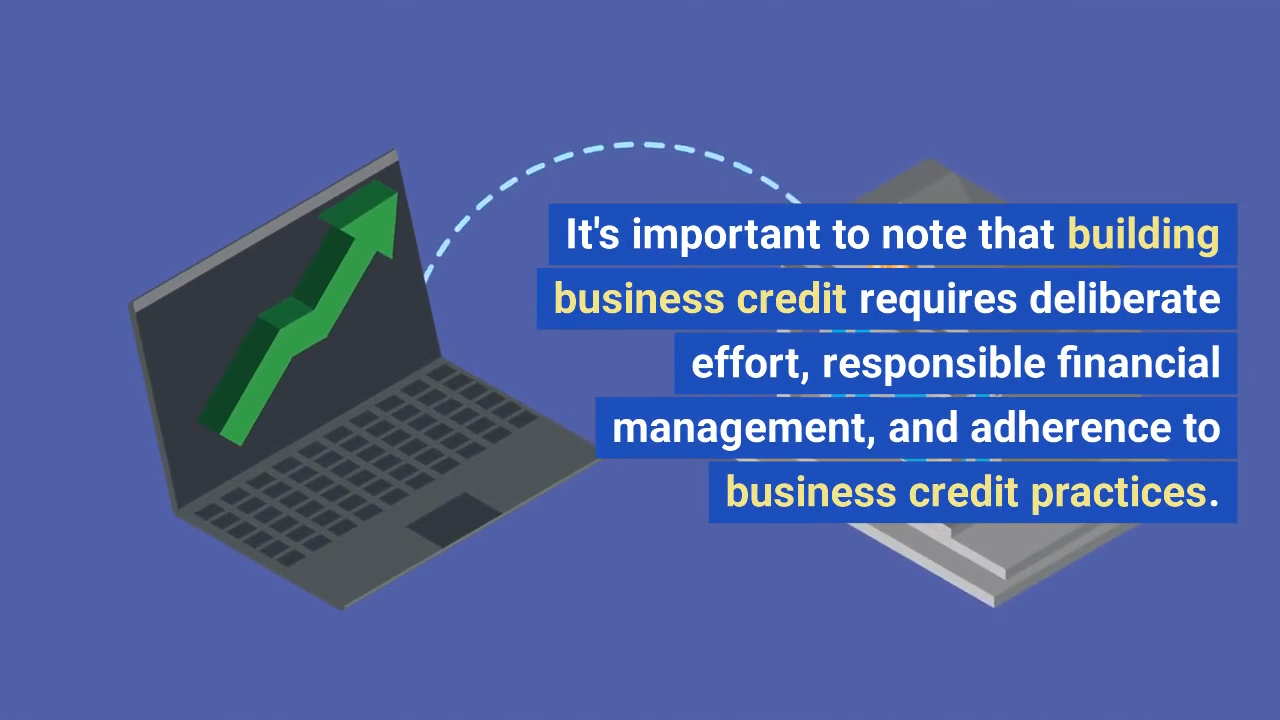 It's important to note that building
business credit requires deliberate
effort, responsible financial
management, and adherence to
business credit practices.